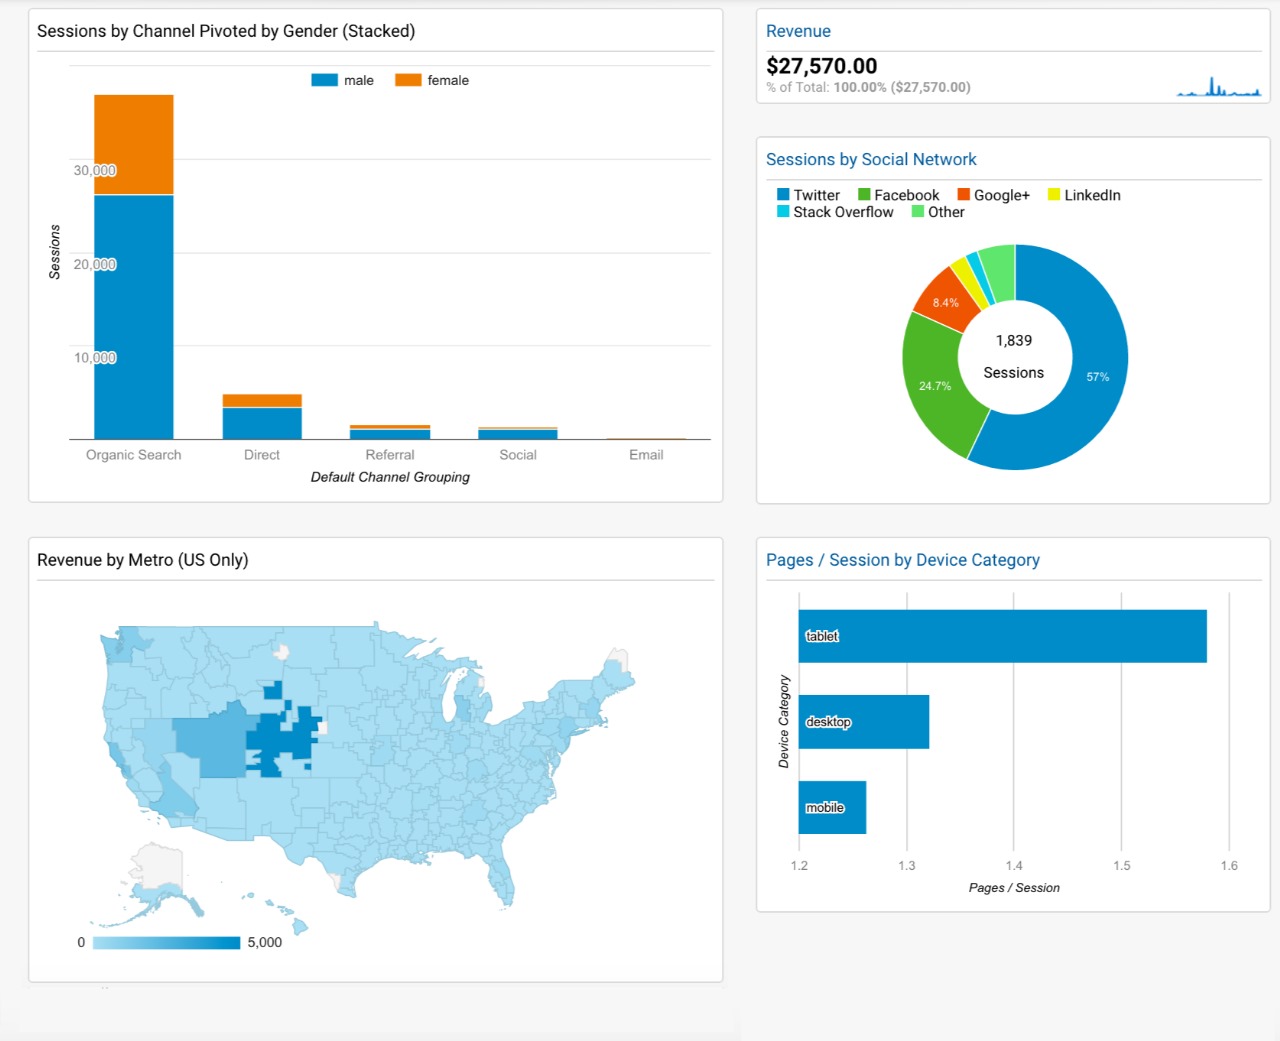 Sessions by Channel Pivoted by Gender (Stacked)
male
female
30,000
20,000
10,000
Sessions
Organic Search
Direct
Referral
Social
Email
Default Channel Grouping
Revenue
$27,570.00
% of Total: 100.00% ($27,570.00)
Sessions by Social Network
Twitter
Facebook
Google+
LinkedIn
Stack Overflow
Other
8.4%
24.7%
57%
1,839
Sessions
Revenue by Metro (US Only)
0
5,000
Pages / Session by Device Category
Device Category
tablet
desktop
mobile
1.2
1.3
1.4
1.5
1.6
Pages / Session